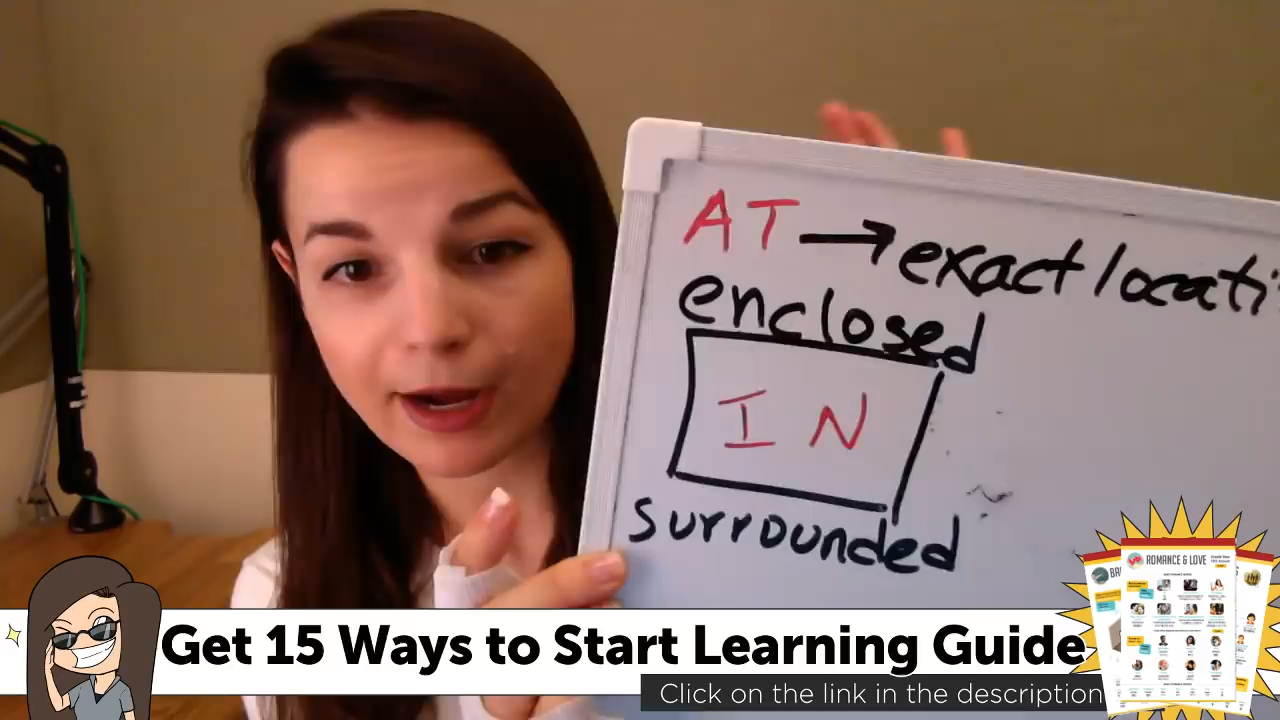 AT → exact locati
enclosed
IN
surrounded
ROMANCE & LOVE
Get 15 Ways to Start Learning Guide
Click on the link in the description